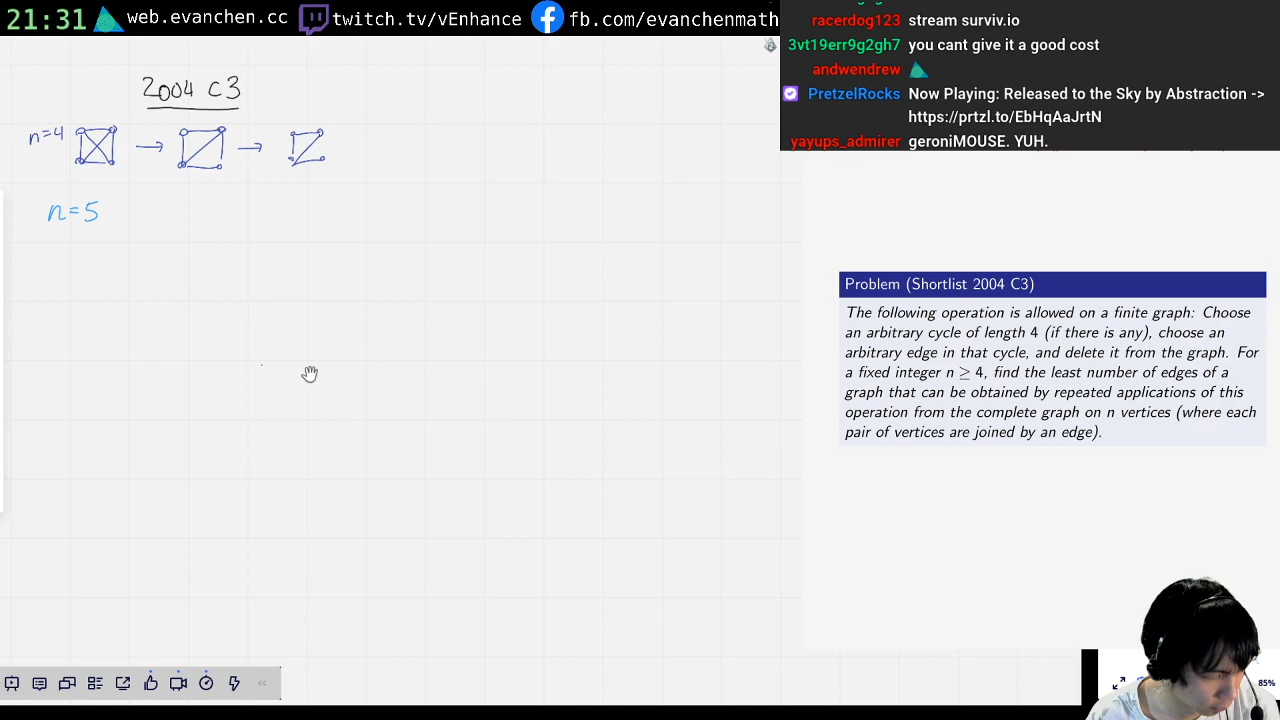 21:31 web.evanchen.cc twitch.tv/vEnhance fb.com/evanchenmath
racerdog123 stream surviv.io
3vt19err9g2gh7 you cant give it a good cost
andwendrew
PretzelRocks Now Playing: Released to the Sky by Abstraction ->
https://prtzl.to/EbHqAaJrtN
yayups_admirer geroniMOUSE. YUH.
2004 C3
n=4
n=5
Problem (Shortlist 2004 C3)
The following operation is allowed on a finite graph: Choose
an arbitrary cycle of length 4 (if there is any), choose an
arbitrary edge in that cycle, and delete it from the graph. For
a fixed integer n ≥ 4, find the least number of edges of a
graph that can be obtained by repeated applications of this
operation from the complete graph on n vertices (where each
pair of vertices are joined by an edge).
85%